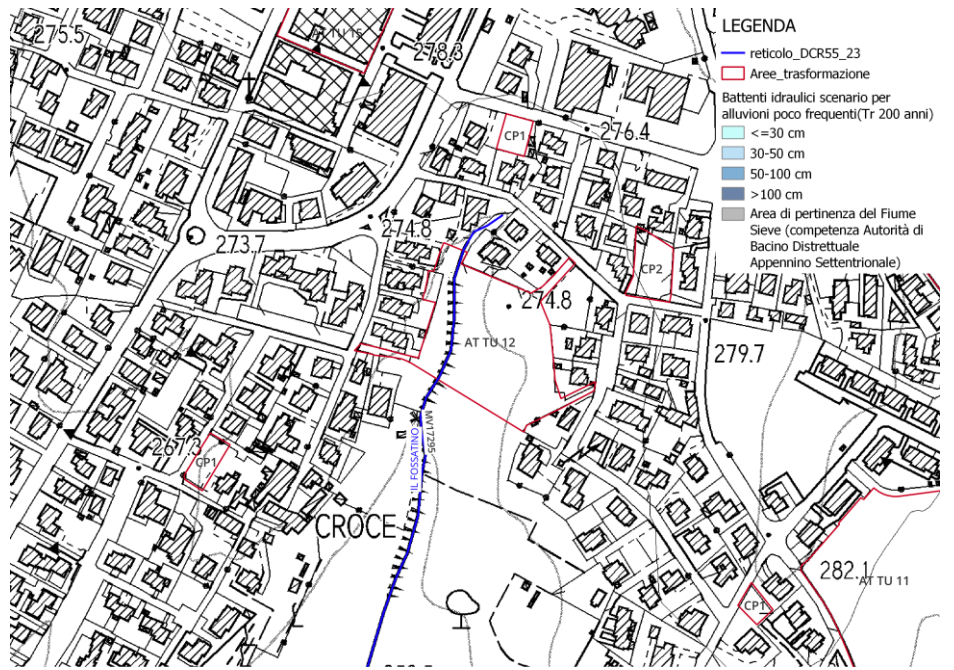 LEGENDA
reticolo_DCR55_23
Aree_trasformazione
Battenti idraulici scenario per
alluvioni poco frequenti(Tr 200 anni)
<=30 cm
30-50 cm
50-100 cm
>100 cm
Area di pertinenza del Fiume
Sieve (competenza Autorità di
Bacino Distrettuale
Appennino Settentrionale)
275.5
AT TU 15
278.3
CP1
276.4
274.8
273.7
CP2
274.8
AT TU 12
279.7
MV17295
IL FOSSATINO
267.3
CP1
CROCE
282.1
AT TU 11
CP1